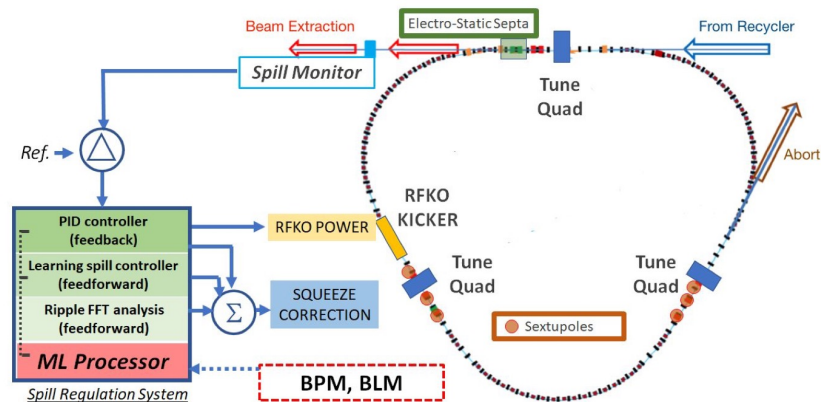 Beam Extraction
Electro-Static Septa
From Recycler
Spill Monitor
Tune
Quad
Ref.
Abort
RFKO
KICKER
PID controller
(feedback)
RFKO POWER
Learning spill controller
(feedforward)
Tune
Quad
Tune
Quad
Ripple FFT analysis
(feedforward)
Σ
SQUEEZE
CORRECTION
Sextupoles
ML Processor
BPM, BLM
Spill Regulation System